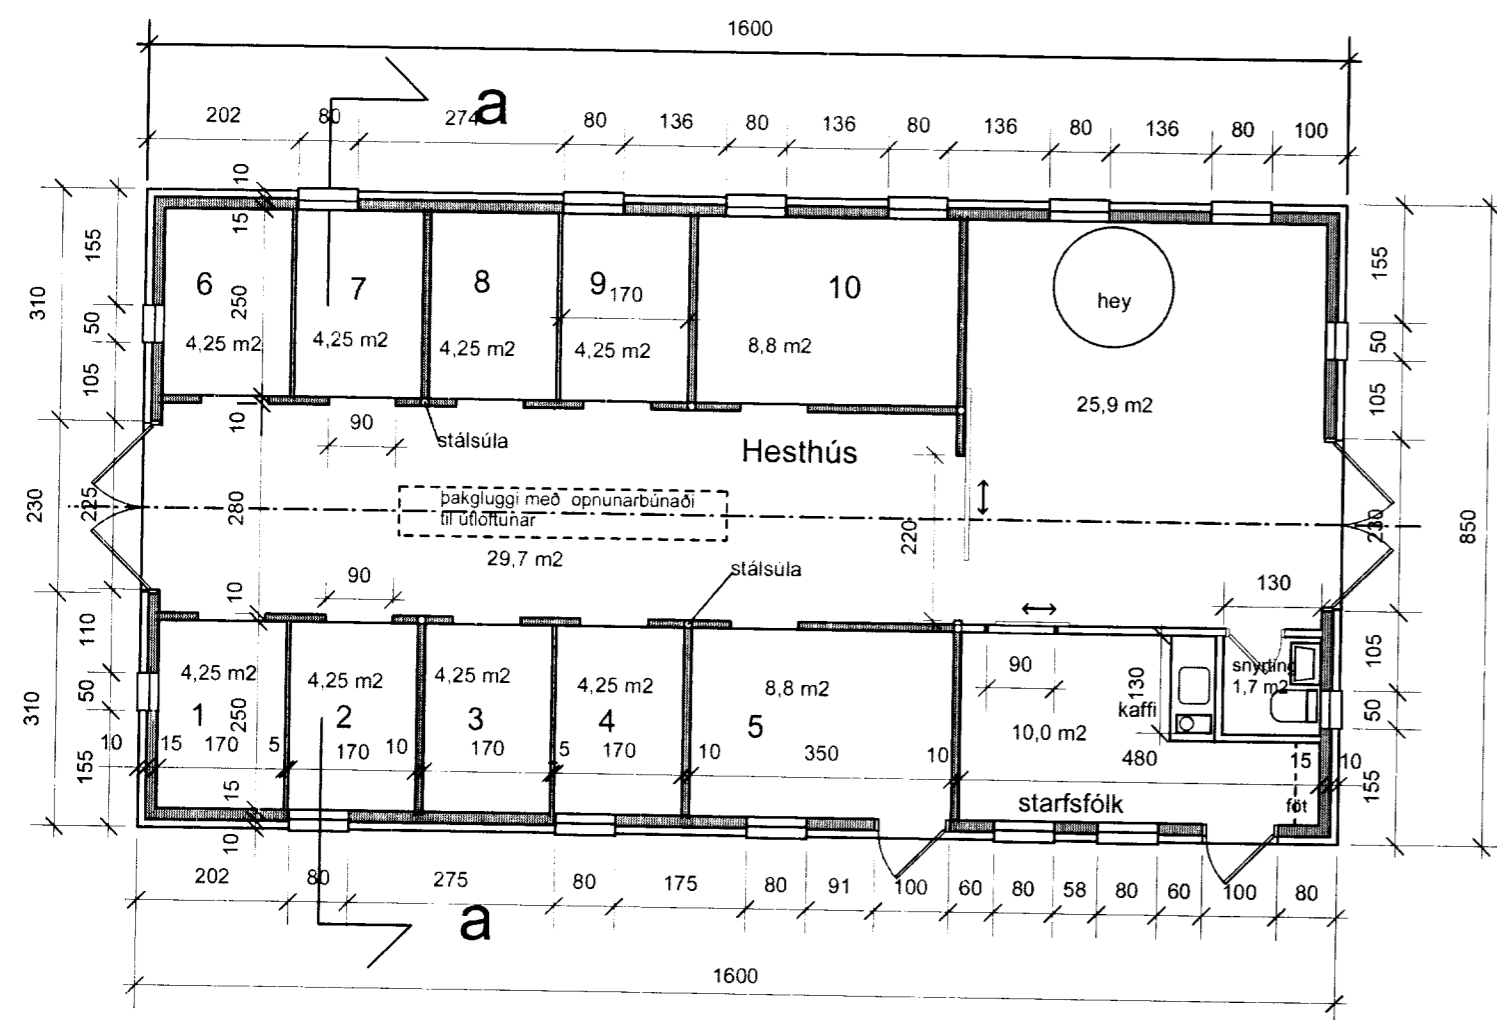 1600
a
202 80 274 80 136 80 136 80 136 80 136 80 100
10
15
155
50
105
310
230
225
310
110
50
155
6
4,25 m2
250
7
4,25 m2
8
4,25 m2
9
170
4,25 m2
10
8,8 m2
hey
25,9 m2
155
50
105
230
850
105
50
155
10
90
stálsúla
Hesthús
280
þakgluggi með opnunarbúnaði
til útloftunar
29,7 m2
220
90
10
stálsúla
130
4,25 m2
1
250
4,25 m2
2
4,25 m2
3
4,25 m2
4
8,8 m2
5
90
10,0 m2
130
kaffi
snyrting
1,7 m2
10 15 170 5 170 10 170 5 170 10 350 10 480 15 10
starfsfólk
föt
15
10
202 80 275 80 175 80 91 100 60 80 58 80 60 100 80
a
1600